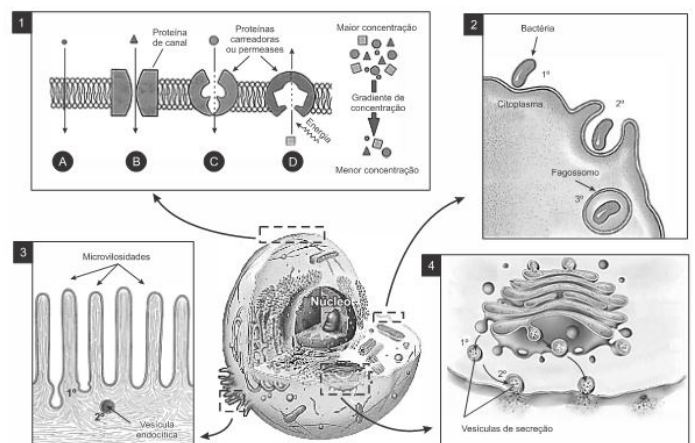 1
Proteína
de canal
Proteínas
carreadoras
ou permeases
Maior concentração
Gradiente de
concentração
Menor concentração
Energia
A
B
C
D
2
Bactéria
1º
Citoplasma
2º
Fagossomo
3º
3
Microvilosidades
1º
2º
Vesícula
endocítica
Núcleo
4
1º
2º
Vesículas de secreção